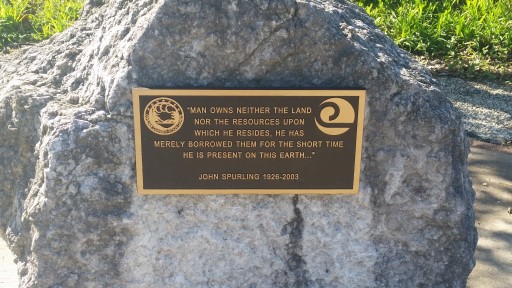 "MAN OWNS NEITHER THE LAND
NOR THE RESOURCES UPON
WHICH HE RESIDES, HE HAS
MERELY BORROWED THEM FOR THE SHORT TIME
HE IS PRESENT ON THIS EARTH..."
JOHN SPURLING 1926-2003